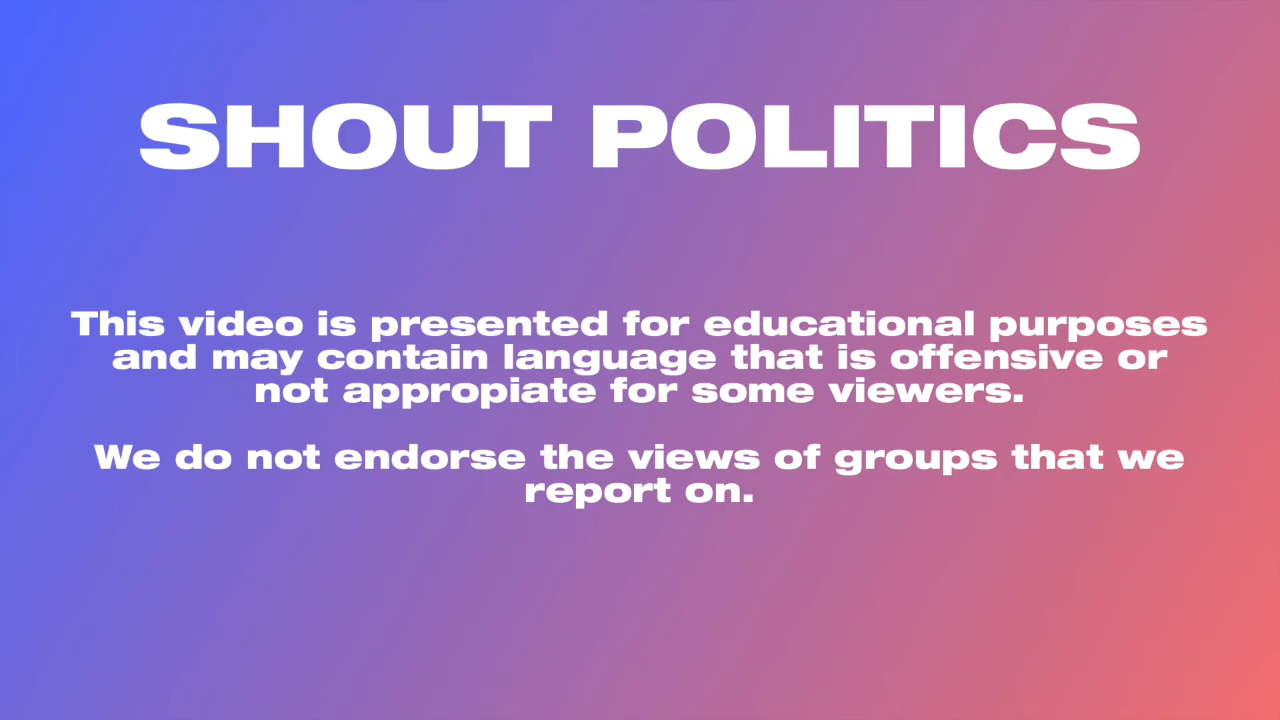 SHOUT POLITICS
This video is presented for educational purposes
and may contain language that is offensive or
not appropiate for some viewers.
We do not endorse the views of groups that we
report on.